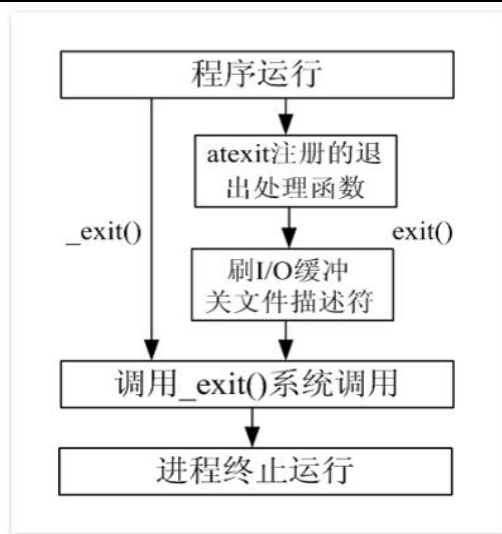 程序运行
atexit注册的退
出处理函数
_exit()
exit()
刷I/O缓冲
关文件描述符
调用_exit()系统调用
进程终止运行